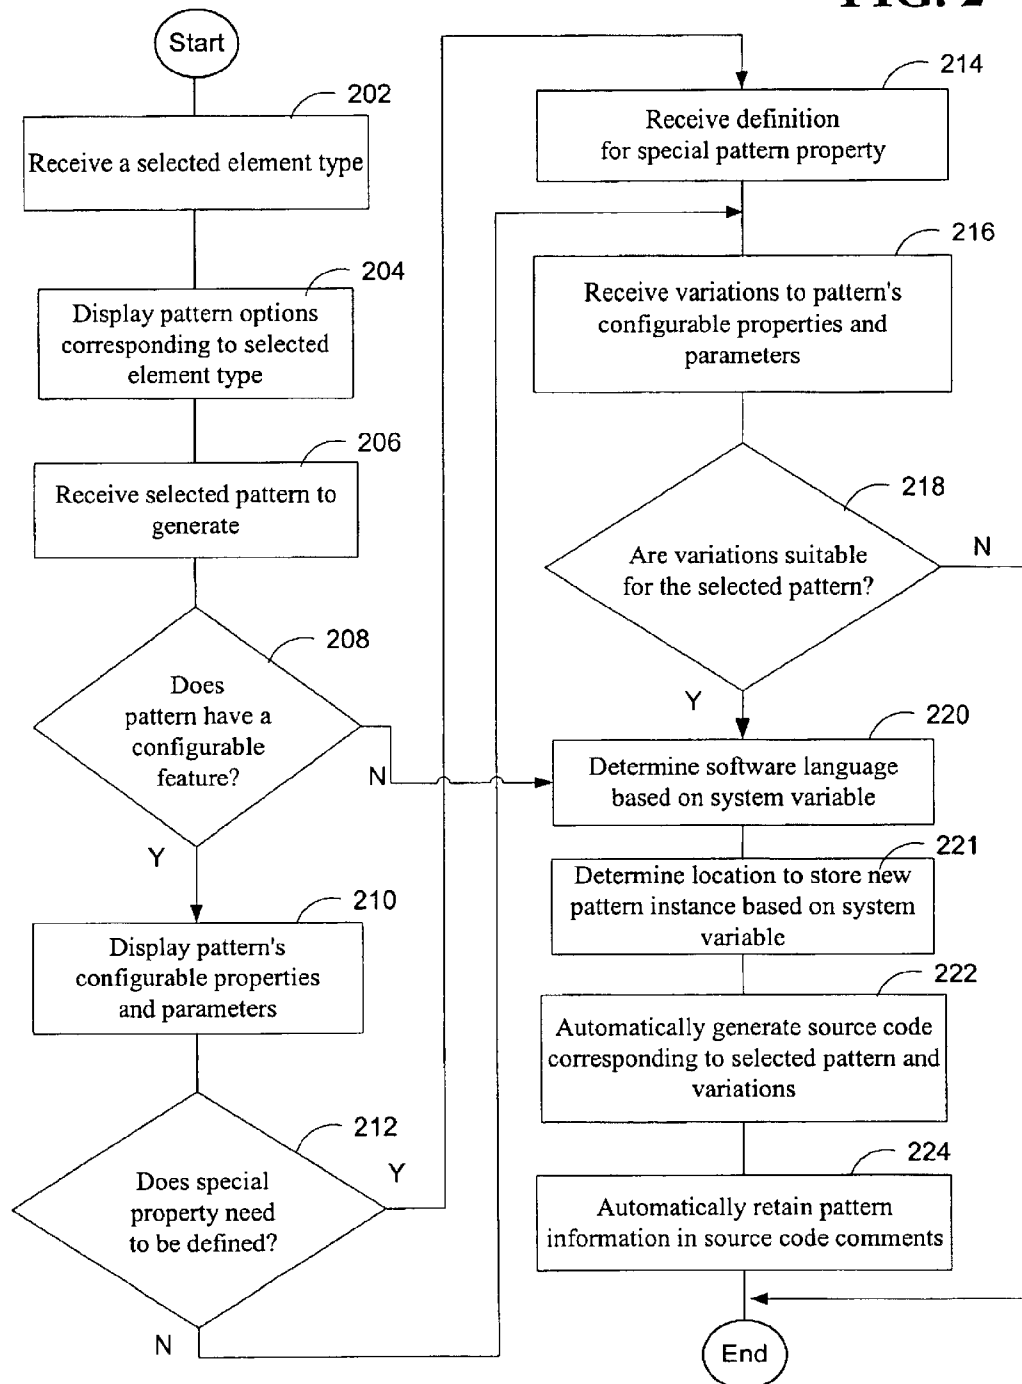 FIG. 2
Start
202
Receive a selected element type
204
Display pattern options
corresponding to selected
element type
206
Receive selected pattern to
generate
208
Does
pattern have a
configurable
feature?
N
Y
210
Display pattern's
configurable properties
and parameters
212
Does special
property need
to be defined?
Y
N
214
Receive definition
for special pattern property
216
Receive variations to pattern's
configurable properties and
parameters
218
Are variations suitable
for the selected pattern?
N
Y
220
Determine software language
based on system variable
221
Determine location to store new
pattern instance based on system
variable
222
Automatically generate source code
corresponding to selected pattern and
variations
224
Automatically retain pattern
information in source code comments
End